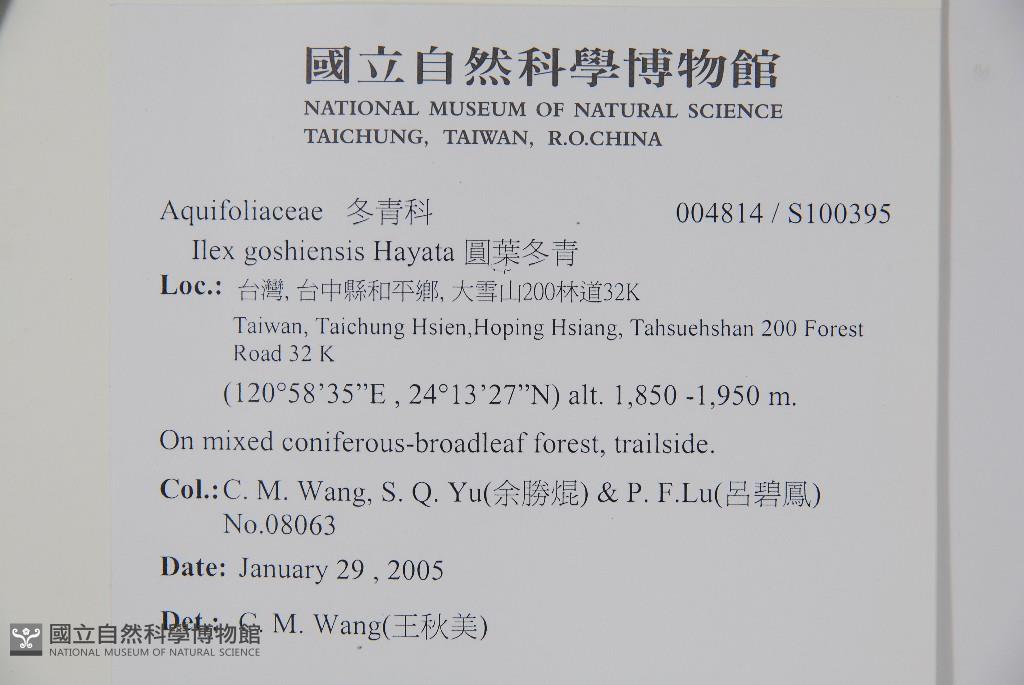 國立自然科學博物館
NATIONAL MUSEUM OF NATURAL SCIENCE
TAICHUNG, TAIWAN, R.O.CHINA
Aquifoliaceae 冬青科 004814 / S100395
Ilex goshiensis Hayata 圓葉冬青
Loc.: 台灣, 台中縣和平鄉, 大雪山200林道32K
Taiwan, Taichung Hsien,Hoping Hsiang, Tahsuehshan 200 Forest
Road 32 K
(120°58’35”E , 24°13’27”N) alt. 1,850 -1,950 m.
On mixed coniferous-broadleaf forest, trailside.
Col.: C. M. Wang, S. Q. Yu(余勝焜) & P. F.Lu(呂碧鳳)
No.08063
Date: January 29 , 2005
Det.: C. M. Wang(王秋美)
國立自然科學博物館
NATIONAL MUSEUM OF NATURAL SCIENCE